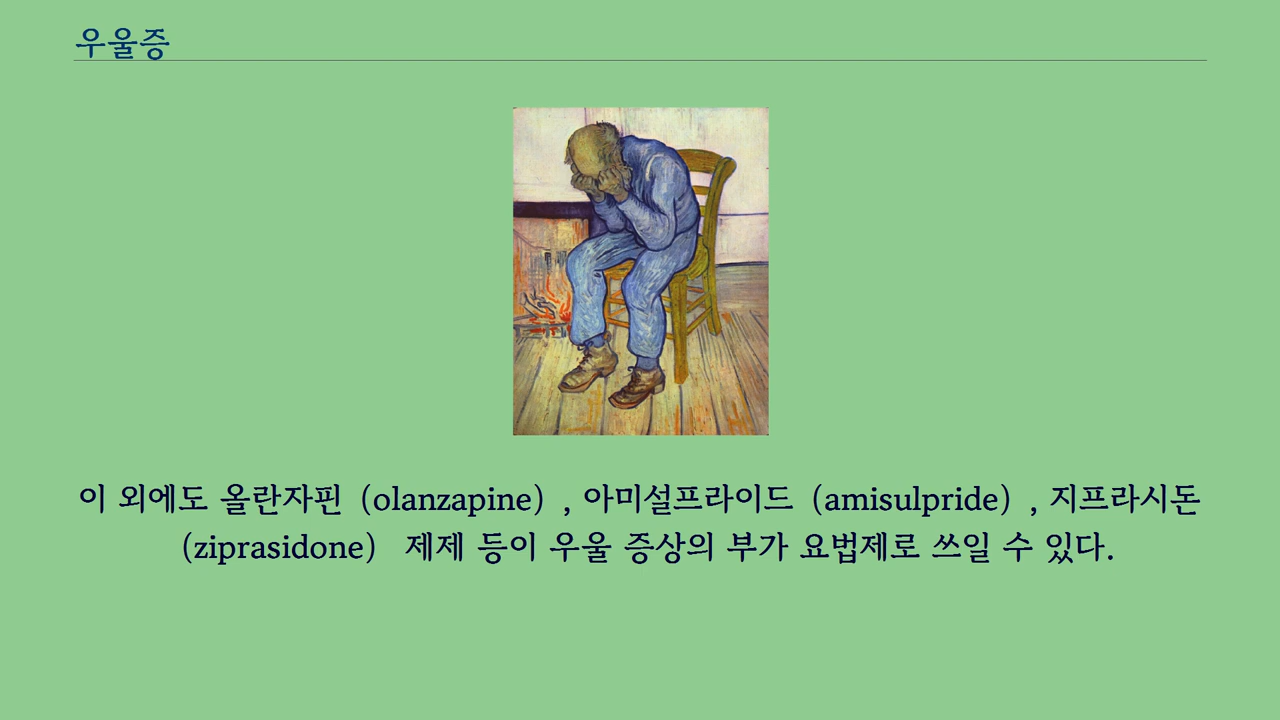 우울증
이 외에도 올란자핀 (olanzapine) , 아미설프라이드 (amisulpride) , 지프라시돈
(ziprasidone) 제제 등이 우울 증상의 부가 요법제로 쓰일 수 있다.